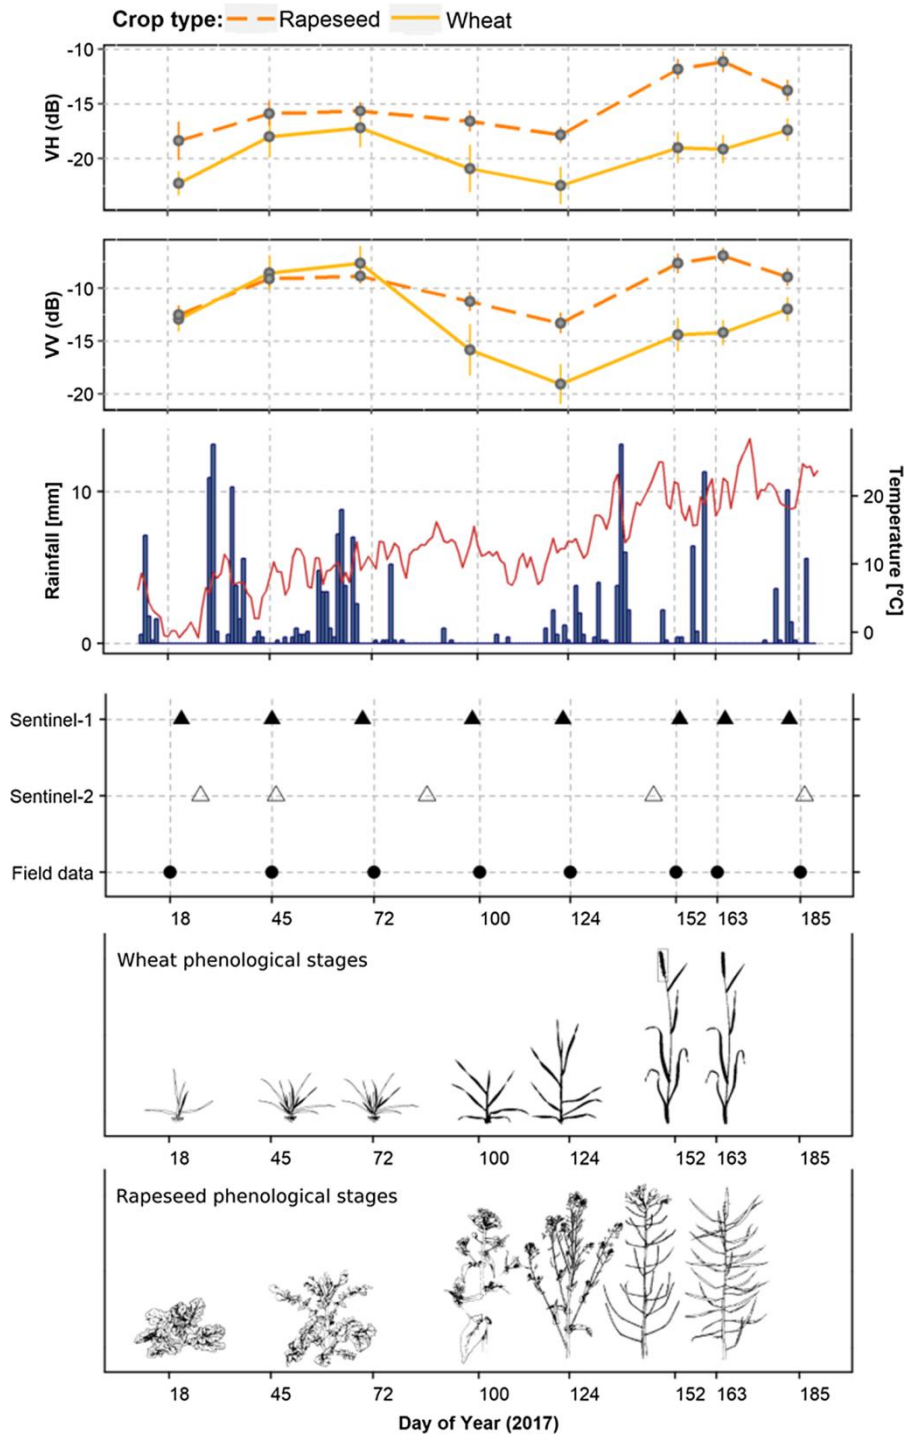 Crop type: Rapeseed Wheat
-10
-15
-20
VH (dB)
-10
-15
-20
VV (dB)
10
0
Rainfall [mm]
20
10
0
Temperature [°C]
Sentinel-1
Sentinel-2
Field data
18 45 72 100 124 152 163 185
Wheat phenological stages
18 45 72 100 124 152 163 185
Rapeseed phenological stages
18 45 72 100 124 152 163 185
Day of Year (2017)